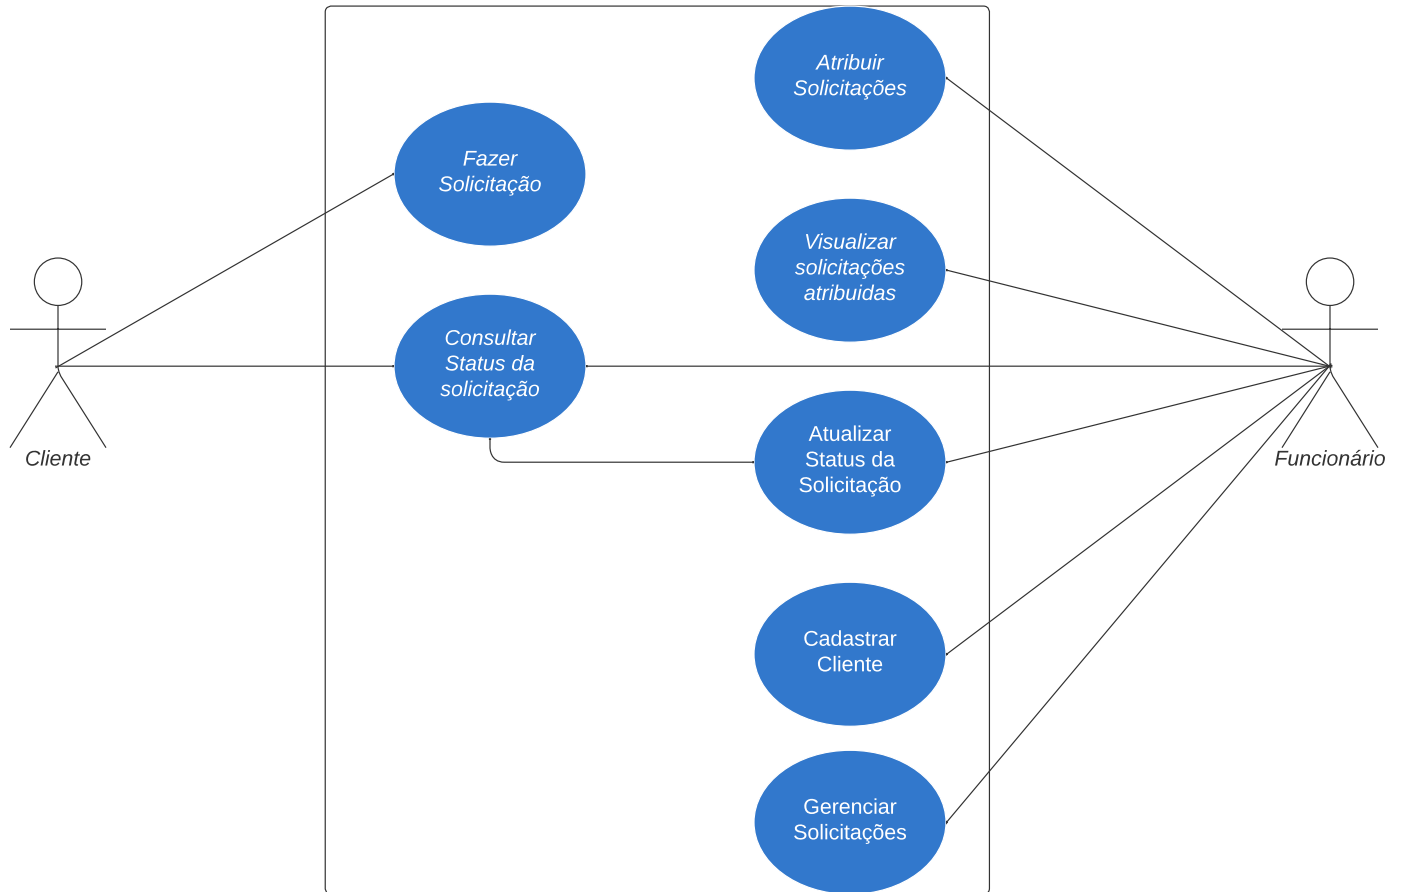 Atribuir
Solicitações
Fazer
Solicitação
Visualizar
solicitações
atribuidas
Consultar
Status da
solicitação
Atualizar
Status da
Solicitação
Cliente
Funcionário
Cadastrar
Cliente
Gerenciar
Solicitações